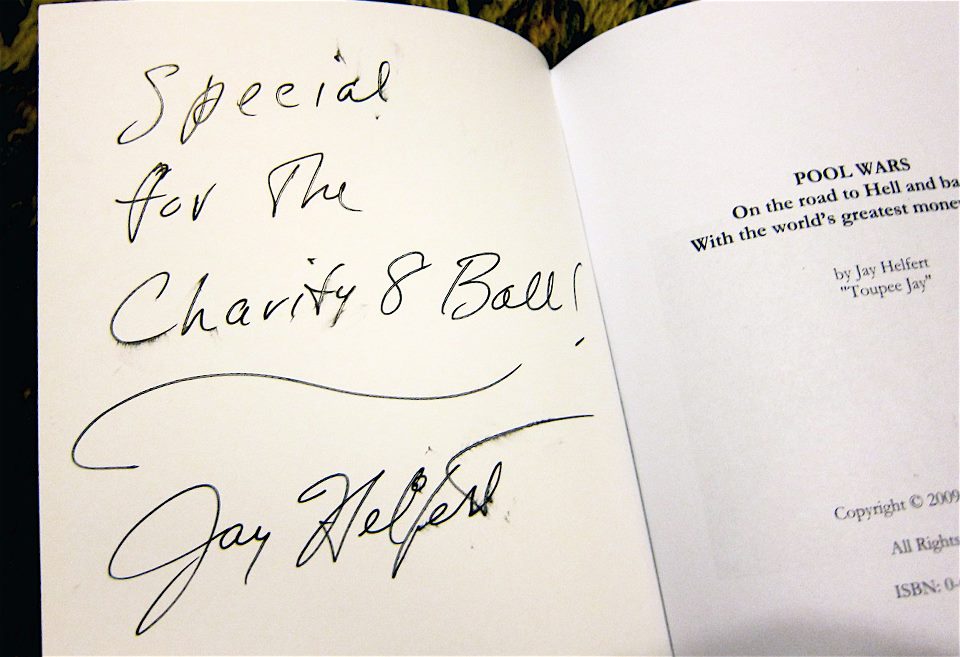 Special
for The
Charity 8 Ball!
Jay Helfert
POOL WARS
On the road to Hell and ba
With the world's greatest money
by Jay Helfert
"Toupee Jay"
Copyright © 2009
All Rights
ISBN: 0-